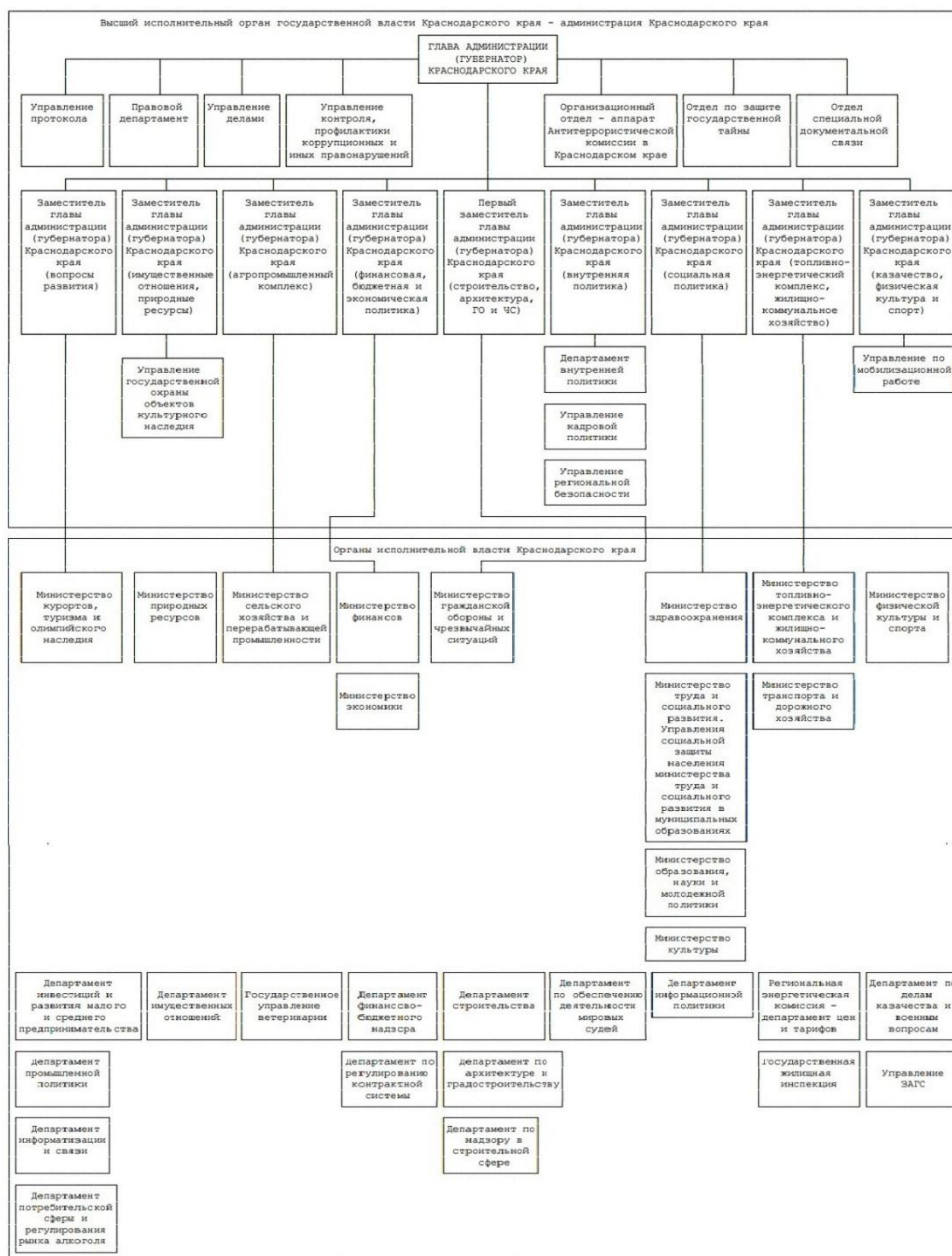 Высший исполнительный орган государственной власти Краснодарского края - администрация Краснодарского края
ГЛАВА АДМИНИСТРАЦИИ
(ГУБЕРНАТОР)
КРАСНОДАРСКОГО КРАЯ
Управление
протокола
Правовой
департамент
Управление
делами
Управление
контроля,
профилактики
коррупционных и
иных правонарушений
Организационный
отдел - аппарат
Антитеррористической
комиссии в
Краснодарском крае
Отдел по защите
государственной
тайны
Отдел
специальной
документальной
связи
Заместитель
главы
администрации
(губернатора)
Краснодарского
края
(вопросы
развития)
Заместитель
главы
администрации
(губернатора)
Краснодарского
края
(имущественные
отношения,
природные
ресурсы)
Заместитель
главы
администрации
(губернатора)
Краснодарского
края
(агропромышленный
комплекс)
Заместитель
главы
администрации
(губернатора)
Краснодарского
края
(финансовая,
бюджетная и
экономическая
политика)
Первый
заместитель
главы
администрации
(губернатора)
Краснодарского
края
(строительство,
архитектура,
ГО и ЧС)
Заместитель
главы
администрации
(губернатора)
Краснодарского
края
(внутренняя
политика)
Заместитель
главы
администрации
(губернатора)
Краснодарского
края
(социальная
политика)
Заместитель
главы
администрации
(губернатора)
Краснодарского
края (топливно-
энергетический
комплекс,
жилищно-
коммунальное
хозяйство)
Заместитель
главы
администрации
(губернатора)
Краснодарского
края
(казачество,
физическая
культура и
спорт)
Управление
государственной
охраны
объектов
культурного
наследия
Департамент
внутренней
политики
Управление по
мобилизационной
работе
Управление
кадровой
политики
Управление
региональной
безопасности
Органы исполнительной власти Краснодарского края
Министерство
курортов,
туризма и
олимпийского
наследия
Министерство
природных
ресурсов
Министерство
сельского
хозяйства и
перерабатывающей
промышленности
Министерство
финансов
Министерство
гражданской
обороны и
чрезвычайных
ситуаций
Министерство
здравоохранения
Министерство
топливно-
энергетического
комплекса и
жилищно-
коммунального
хозяйства
Министерство
физической
культуры и
спорта
Министерство
экономики
Министерство
труда и
социального
развития.
Управления
социальной
защиты
населения
министерства
труда и
социального
развития в
муниципальных
образованиях
Министерство
транспорта и
дорожного
хозяйства
Министерство
образования,
науки и
молодежной
политики
Министерство
культуры
Департамент
инвестиций и
развития малого
и среднего
предпринимательства
Департамент
имущественных
отношений
Государственное
управление
ветеринарии
Департамент
финансово-
бюджетного
надзора
Департамент
строительства
Департамент
по обеспечению
деятельности
мировых
судей
Департамент
информационной
политики
Региональная
энергетическая
комиссия -
департамент цен
и тарифов
Департамент по
делам
казачества и
военным
вопросам
Департамент
промышленной
политики
Департамент по
регулированию
контрактной
системы
Департамент по
архитектуре и
градостроительству
Государственная
жилищная
инспекция
Управление
ЗАГС
Департамент
информатизации
и связи
Департамент по
надзору в
строительной
сфере
Департамент
потребительской
сферы и
регулирования
рынка алкоголя